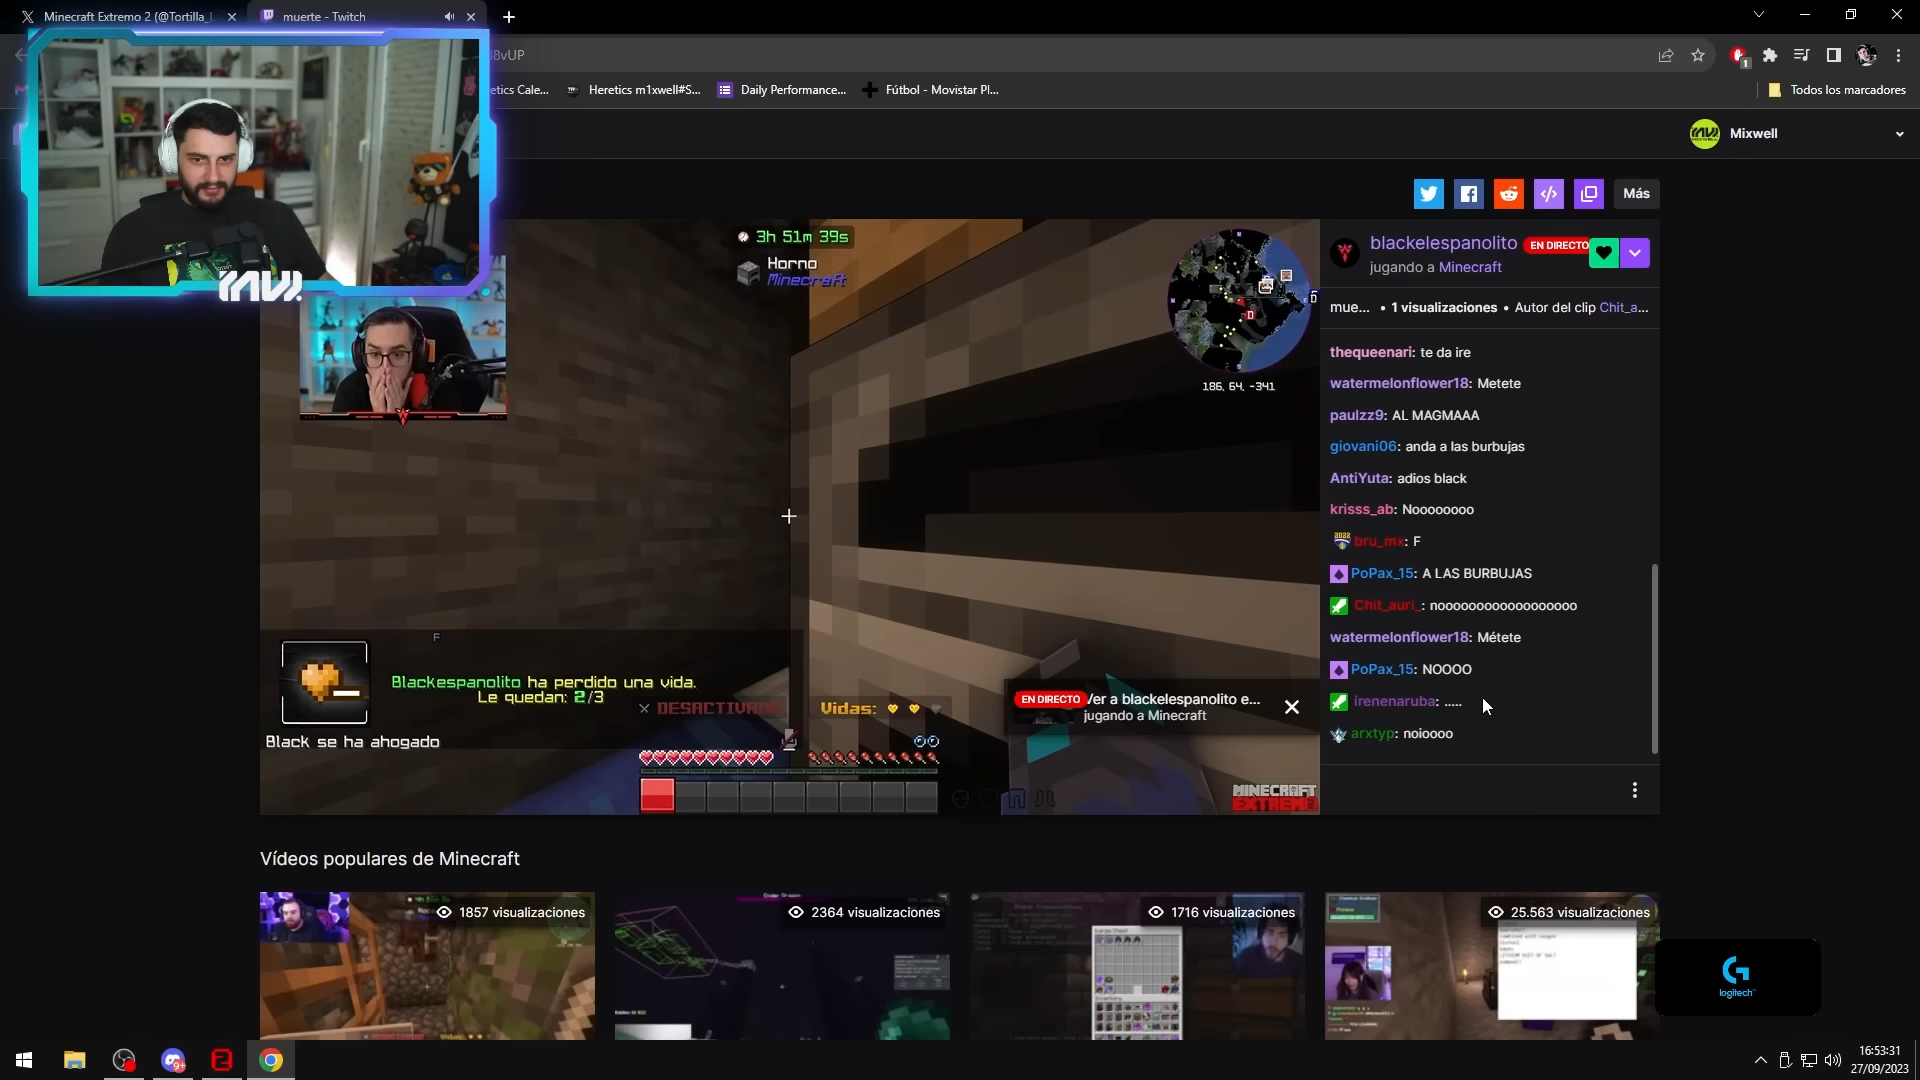 Minecraft Extremo 2 (@Tortilla_L
muerte - Twitch
l8vUP
1
etics Cale...
Heretics m1xwell#S...
Daily Performance...
Fútbol - Movistar Pl...
Todos los marcadores
Mixwell
Más
3h 51m 39s
Horno
Minecraft
186, 64, -341
blackelespanolito EN DIRECTO
jugando a Minecraft
mue... • 1 visualizaciones • Autor del clip Chit_a...
thequeenari: te da ire
watermelonflower18: Metete
paulzz9: AL MAGMAAA
giovani06: anda a las burbujas
AntiYuta: adios black
krisss_ab: Noooooooo
bru_mx: F
PoPax_15: A LAS BURBUJAS
Chit_auri_: noooooooooooooooooo
watermelonflower18: Métete
PoPax_15: NOOOO
irenenaruba: .....
arxtyp: noioooo
F
Blackespanolito ha perdido una vida.
Le quedan: 2/3
DESACTIVADO
Vidas:
Black se ha ahogado
EN DIRECTO Ver a blackelespanolito e...
jugando a Minecraft
MINECRAFT
EXTREMO
Vídeos populares de Minecraft
1857 visualizaciones
2364 visualizaciones
1716 visualizaciones
25.563 visualizaciones
logitech
9+
16:53:31
27/09/2023